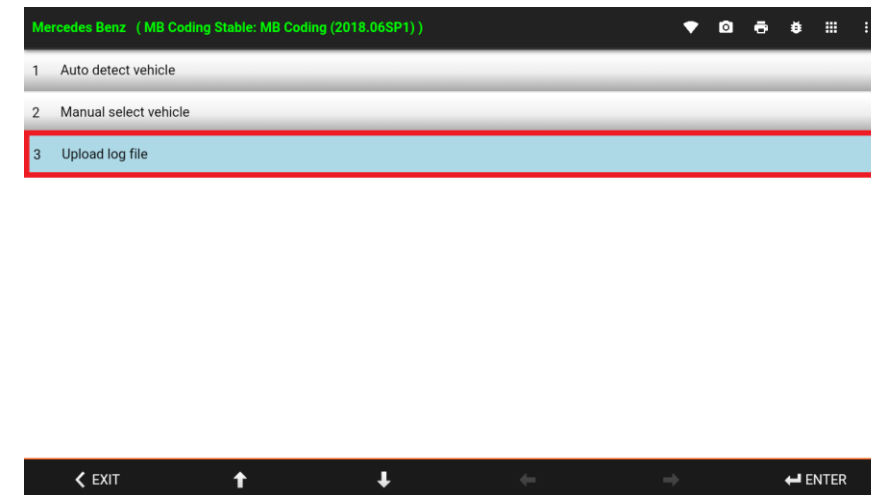 Mercedes Benz ( MB Coding Stable: MB Coding (2018.06SP1) )
1 Auto detect vehicle
2 Manual select vehicle
3 Upload log file
EXIT ENTER